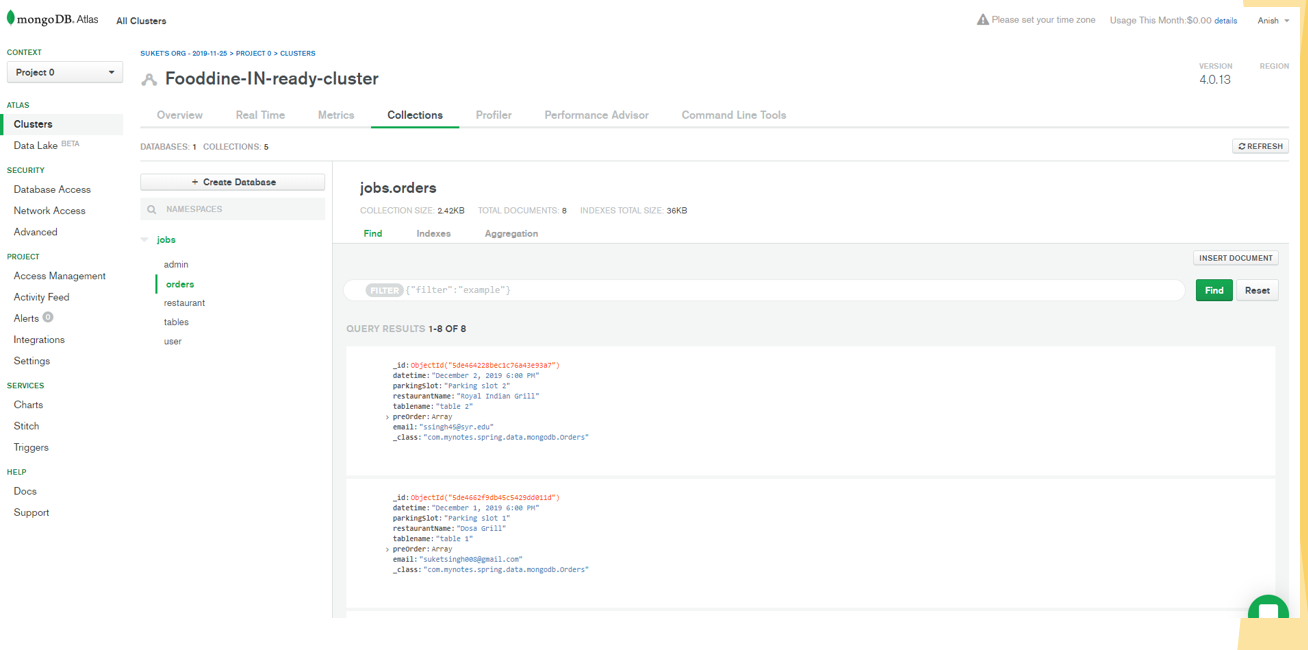 mongoDB. Atlas
All Clusters
Please set your time zone
Usage This Month:$0.00 details
Anish
CONTEXT
Project 0
ATLAS
Clusters
Data Lake BETA
SECURITY
Database Access
Network Access
Advanced
PROJECT
Access Management
Activity Feed
Alerts 0
Integrations
Settings
SERVICES
Charts
Stitch
Triggers
HELP
Docs
Support
SUKET'S ORG - 2019-11-25 > PROJECT 0 > CLUSTERS
Fooddine-IN-ready-cluster
VERSION
4.0.13
REGION
Overview
Real Time
Metrics
Collections
Profiler
Performance Advisor
Command Line Tools
DATABASES: 1 COLLECTIONS: 5
REFRESH
+ Create Database
NAMESPACES
jobs
admin
orders
restaurant
tables
user
jobs.orders
COLLECTION SIZE: 2.42KB TOTAL DOCUMENTS: 8 INDEXES TOTAL SIZE: 36KB
Find
Indexes
Aggregation
INSERT DOCUMENT
FILTER {"filter":"example"}
Find
Reset
QUERY RESULTS 1-8 OF 8
_id: ObjectId("5de464228bec1c76a43e93a7")
datetime: "December 2, 2019 6:00 PM"
parkingSlot: "Parking slot 2"
restaurantName: "Royal Indian Grill"
tablename: "table 2"
> preOrder: Array
email: "ssingh45@syr.edu"
_class: "com.mynotes.spring.data.mongodb.Orders"
_id: ObjectId("5de4662f9db45c5429dd011d")
datetime: "December 1, 2019 6:00 PM"
parkingSlot: "Parking slot 1"
restaurantName: "Dosa Grill"
tablename: "table 1"
> preOrder: Array
email: "suketsingh008@gmail.com"
_class: "com.mynotes.spring.data.mongodb.Orders"